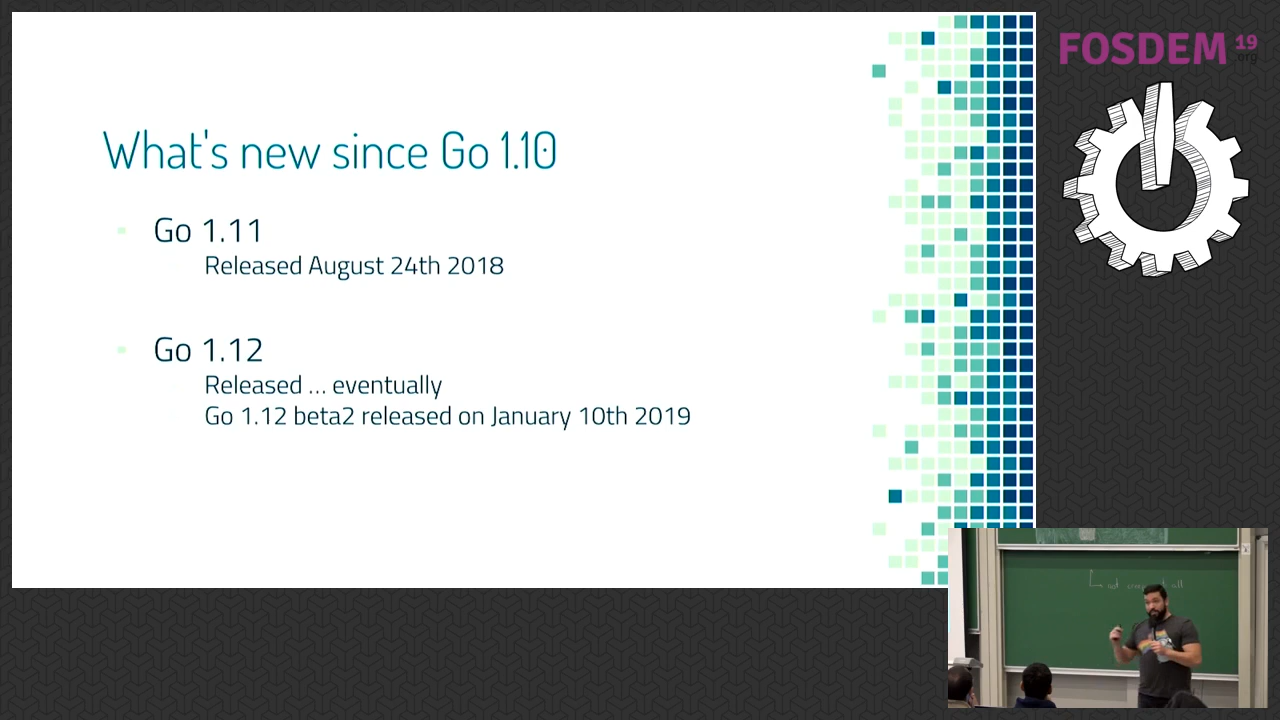 FOSDEM 19
.org
What's new since Go 1.10
Go 1.11
Released August 24th 2018
Go 1.12
Released ... eventually
Go 1.12 beta2 released on January 10th 2019
all